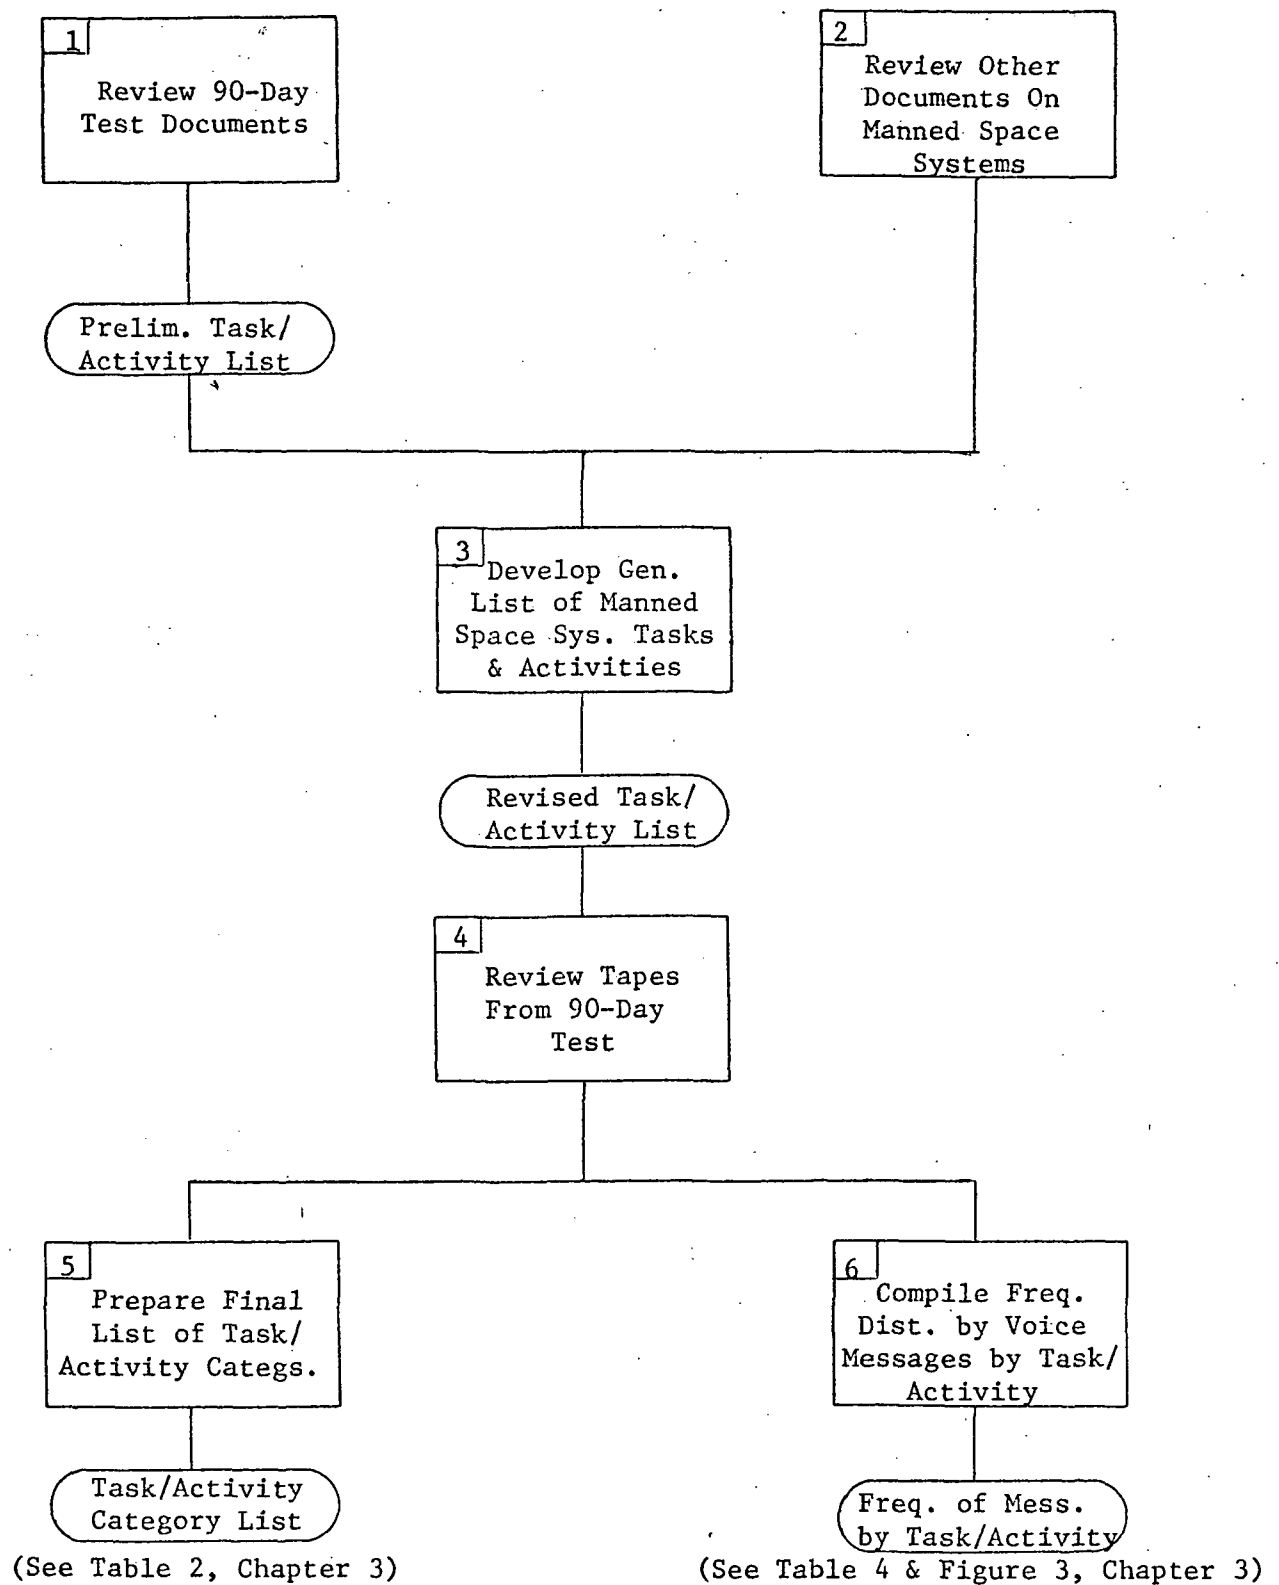 1
Review 90-Day
Test Documents
2
Review Other
Documents On
Manned Space
Systems
Prelim. Task/
Activity List
3
Develop Gen.
List of Manned
Space Sys. Tasks
& Activities
Revised Task/
Activity List
4
Review Tapes
From 90-Day
Test
5
Prepare Final
List of Task/
Activity Categs.
6
Compile Freq.
Dist. by Voice
Messages by Task/
Activity
Task/Activity
Category List
(See Table 2, Chapter 3)
Freq. of Mess.
by Task/Activity
(See Table 4 & Figure 3, Chapter 3)